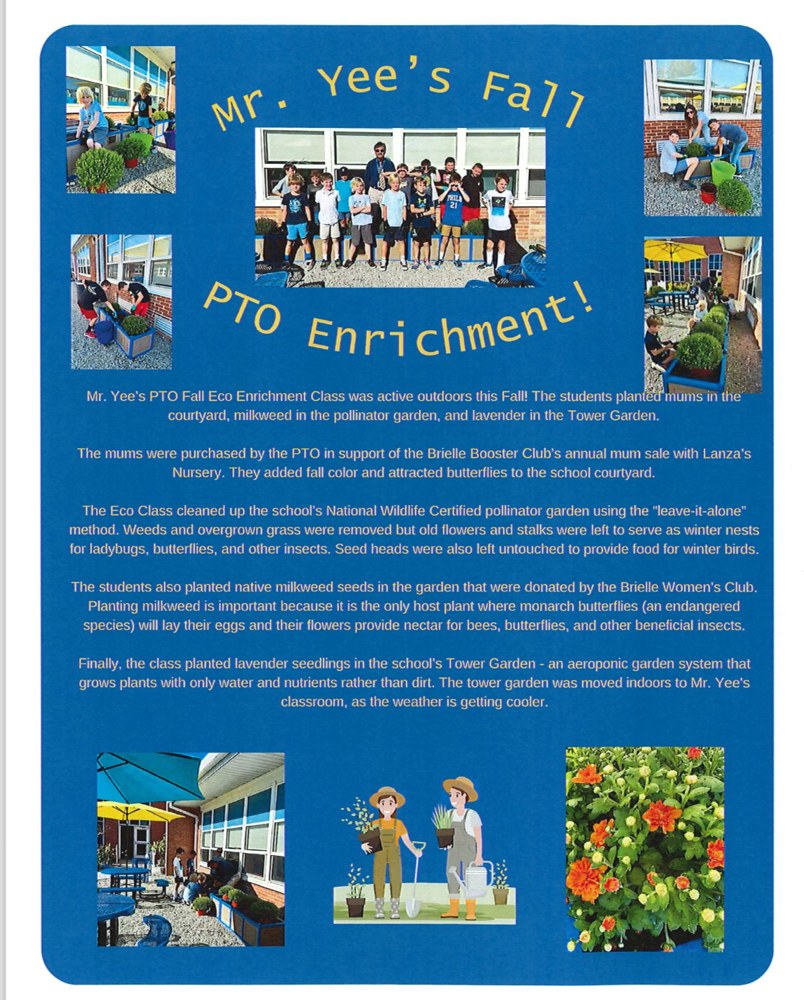 Mr. Yee's Fall
PHILA
21
PTO Enrichment!
Mr. Yee's PTO Fall Eco Enrichment Class was active outdoors this Fall! The students planted mums in the
courtyard, milkweed in the pollinator garden, and lavender in the Tower Garden.
The mums were purchased by the PTO in support of the Brielle Booster Club's annual mum sale with Lanza's
Nursery. They added fall color and attracted butterflies to the school courtyard.
The Eco Class cleaned up the school's National Wildlife Certified pollinator garden using the “leave-it-alone”
method. Weeds and overgrown grass were removed but old flowers and stalks were left to serve as winter nests
for ladybugs, butterflies, and other insects. Seed heads were also left untouched to provide food for winter birds.
The students also planted native milkweed seeds in the garden that were donated by the Brielle Women's Club.
Planting milkweed is important because it is the only host plant where monarch butterflies (an endangered
species) will lay their eggs and their flowers provide nectar for bees, butterflies, and other beneficial insects.
Finally, the class planted lavender seedlings in the school's Tower Garden - an aeroponic garden system that
grows plants with only water and nutrients rather than dirt. The tower garden was moved indoors to Mr. Yee's
classroom, as the weather is getting cooler.